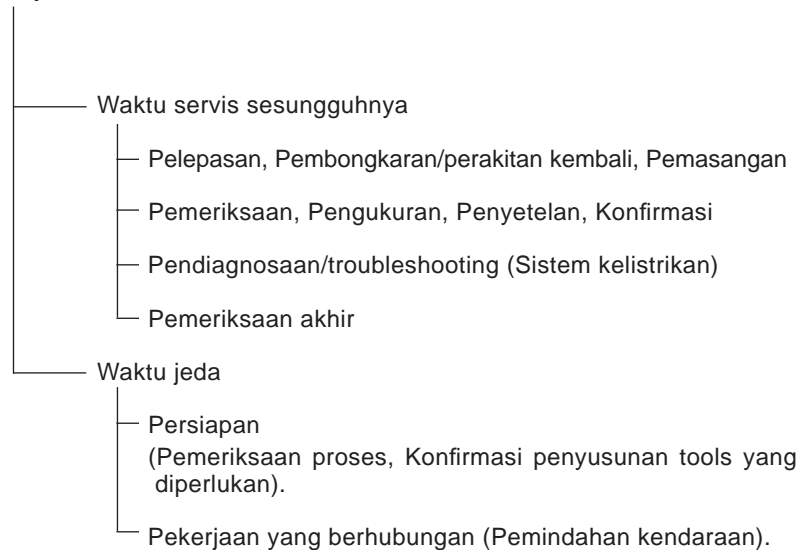 Waktu servis sesungguhnya
Pelepasan, Pembongkaran/perakitan kembali, Pemasangan
Pemeriksaan, Pengukuran, Penyetelan, Konfirmasi
Pendiagnosaan/troubleshooting (Sistem kelistrikan)
Pemeriksaan akhir
Waktu jeda
Persiapan
(Pemeriksaan proses, Konfirmasi penyusunan tools yang
diperlukan).
Pekerjaan yang berhubungan (Pemindahan kendaraan).